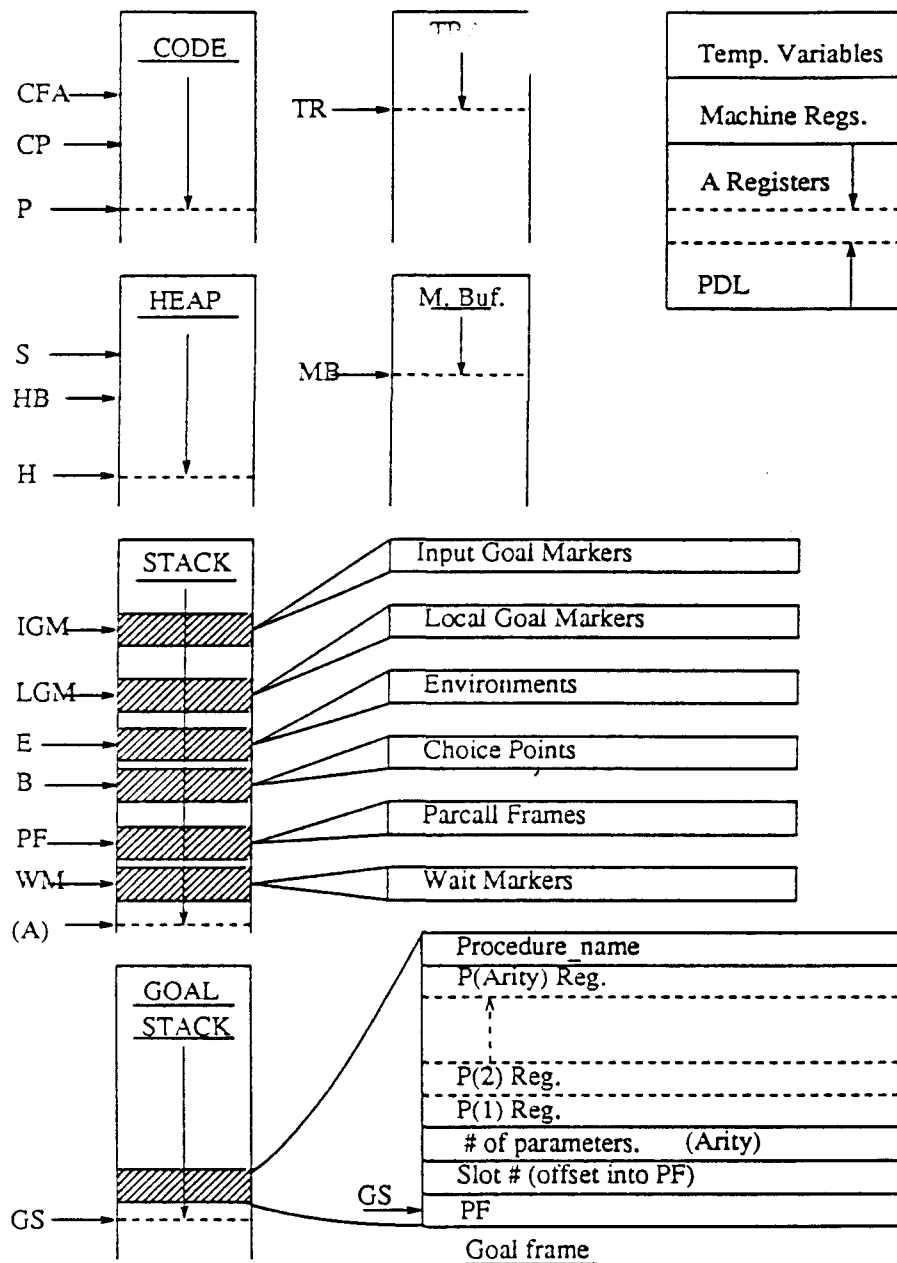 CODE
CFA
CP
P
TR
Temp. Variables
Machine Regs.
A Registers
PDL
HEAP
S
HB
H
M. Buf.
MB
STACK
IGM
LGM
E
B
PF
WM
(A)
Input Goal Markers
Local Goal Markers
Environments
Choice Points
Parcall Frames
Wait Markers
GOAL
STACK
GS
Procedure_name
P(Arity) Reg.
P(2) Reg.
P(1) Reg.
# of parameters. (Arity)
Slot # (offset into PF)
GS
PF
Goal frame